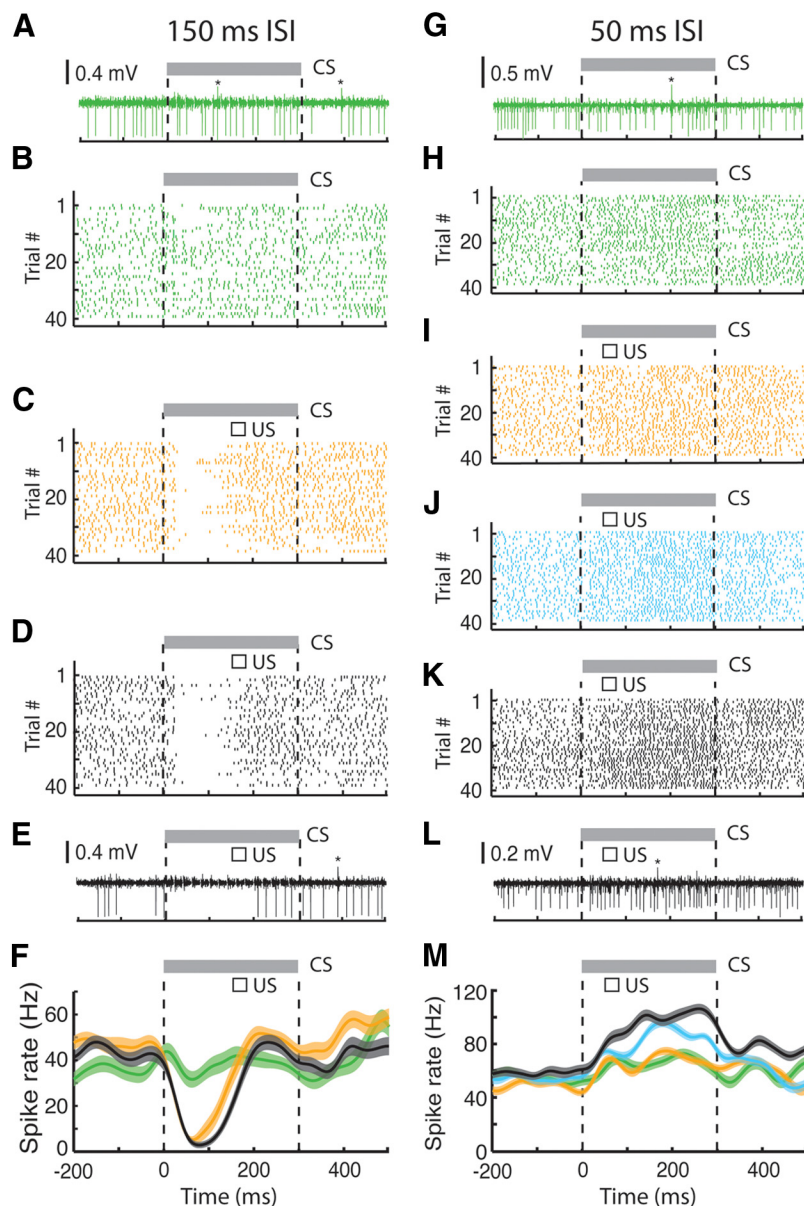 A
150 ms ISI
0.4 mV
CS
*
*
B
CS
1
20
40
Trial #
C
CS
US
1
20
40
Trial #
D
CS
US
1
20
40
Trial #
E
0.4 mV
CS
US
*
F
CS
US
60
40
20
0
Spike rate (Hz)
-200
0
200
400
Time (ms)
G
50 ms ISI
0.5 mV
CS
*
H
CS
1
20
40
Trial #
I
CS
US
1
20
40
Trial #
J
CS
US
1
20
40
Trial #
K
CS
US
1
20
40
Trial #
L
0.2 mV
CS
US
*
M
CS
US
120
80
40
0
Spike rate (Hz)
-200
0
200
400
Time (ms)